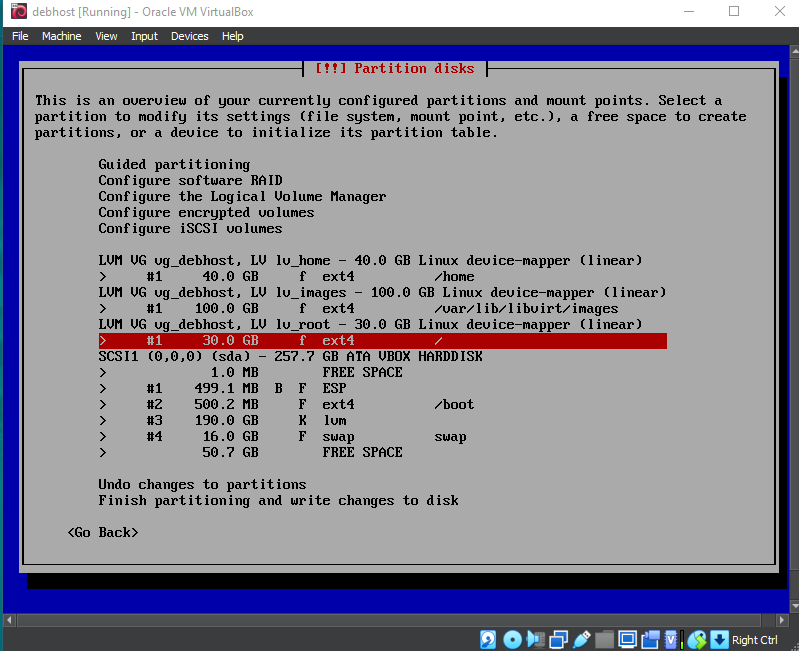 debhost [Running] - Oracle VM VirtualBox
File Machine View Input Devices Help
[!!] Partition disks
This is an overview of your currently configured partitions and mount points. Select a
partition to modify its settings (file system, mount point, etc.), a free space to create
partitions, or a device to initialize its partition table.
Guided partitioning
Configure software RAID
Configure the Logical Volume Manager
Configure encrypted volumes
Configure iSCSI volumes
LVM VG vg_debhost, LV lv_home - 40.0 GB Linux device-mapper (linear)
> #1 40.0 GB f ext4 /home
LVM VG vg_debhost, LV lv_images - 100.0 GB Linux device-mapper (linear)
> #1 100.0 GB f ext4 /var/lib/libvirt/images
LVM VG vg_debhost, LV lv_root - 30.0 GB Linux device-mapper (linear)
> #1 30.0 GB f ext4 /
SCSI1 (0,0,0) (sda) - 257.7 GB ATA VBOX HARDDISK
> 1.0 MB FREE SPACE
> #1 499.1 MB B F ESP
> #2 500.2 MB F ext4 /boot
> #3 190.0 GB K lvm
> #4 16.0 GB F swap swap
> 50.7 GB FREE SPACE
Undo changes to partitions
Finish partitioning and write changes to disk
<Go Back>
Right Ctrl